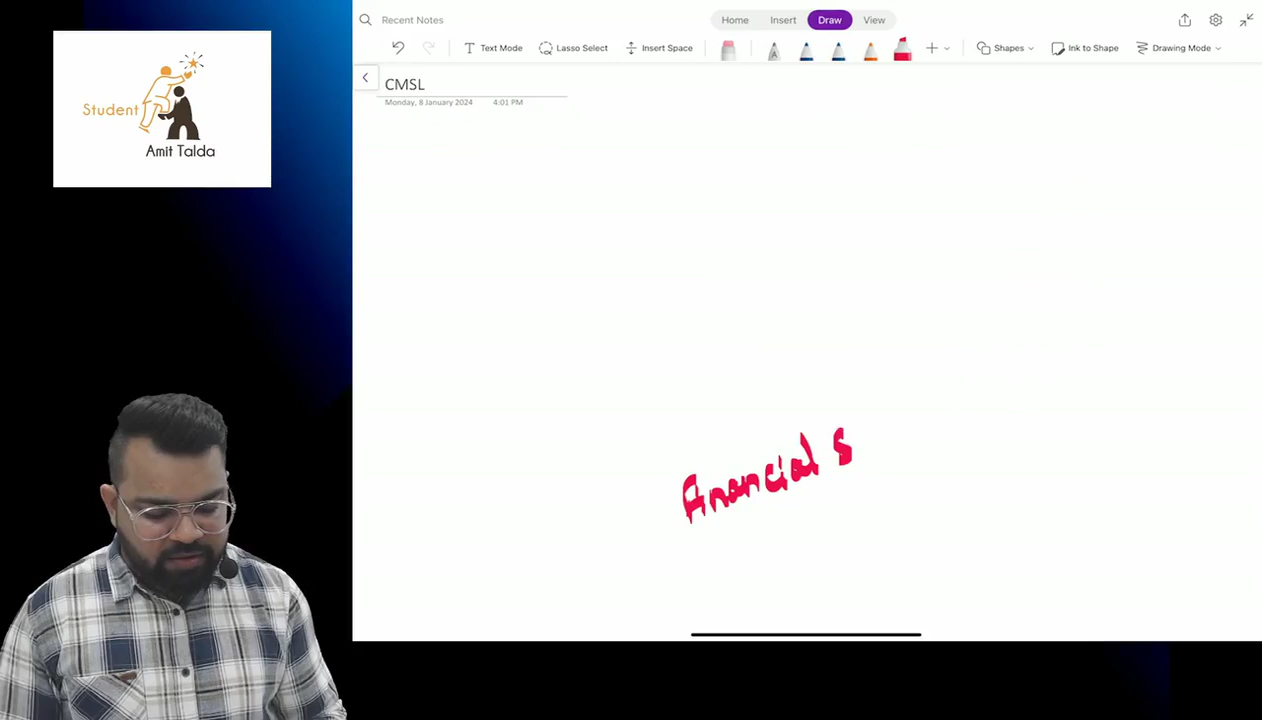 Student
Amit Talda
Recent Notes
Home Insert Draw View
Text Mode Lasso Select Insert Space Shapes Ink to Shape Drawing Mode
CMSL
Monday, 8 January 2024 4:01 PM
Financial S